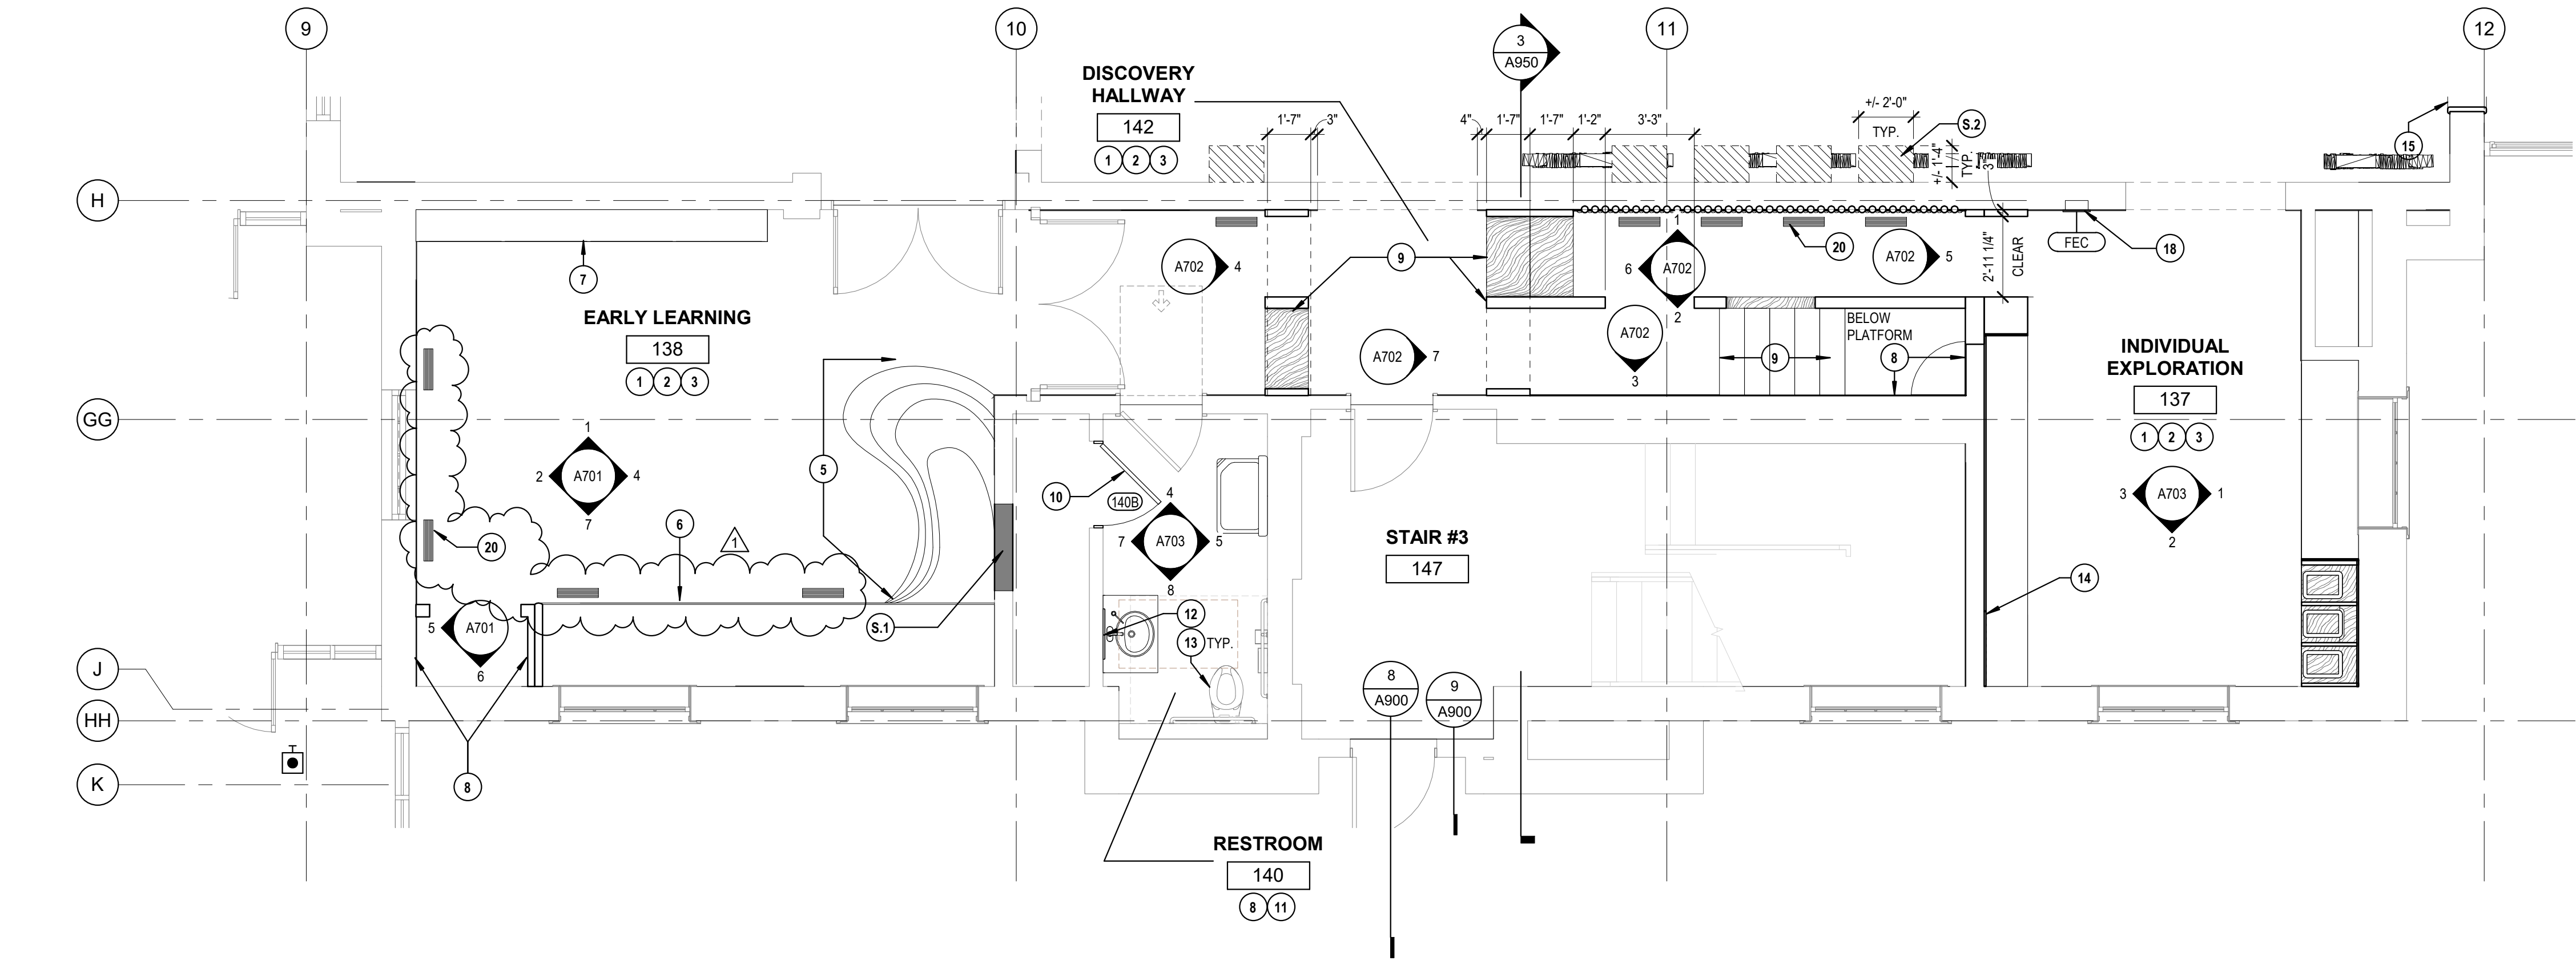 9
10
11
12
3
A950
DISCOVERY
HALLWAY
142
1 2 3
1'-7"
3"
4"
1'-7"
1'-7"
1'-2"
3'-3"
+/- 2'-0"
TYP.
S.2
+/- 1'-4"
TYP.
3"
15
H
7
A702
4
9
1
6
A702
2
20
A702
5
2'-11 1/4"
CLEAR
FEC
18
EARLY LEARNING
138
1 2 3
A702
7
A702
3
9
BELOW
PLATFORM
8
INDIVIDUAL
EXPLORATION
137
1 2 3
GG
1
2
A701
4
7
5
10
140B
4
7
A703
5
8
3
A703
1
2
20
6
1
STAIR #3
147
14
S.1
5
A701
6
12
13
TYP.
J
HH
K
8
8
A900
9
A900
T
RESTROOM
140
8 11